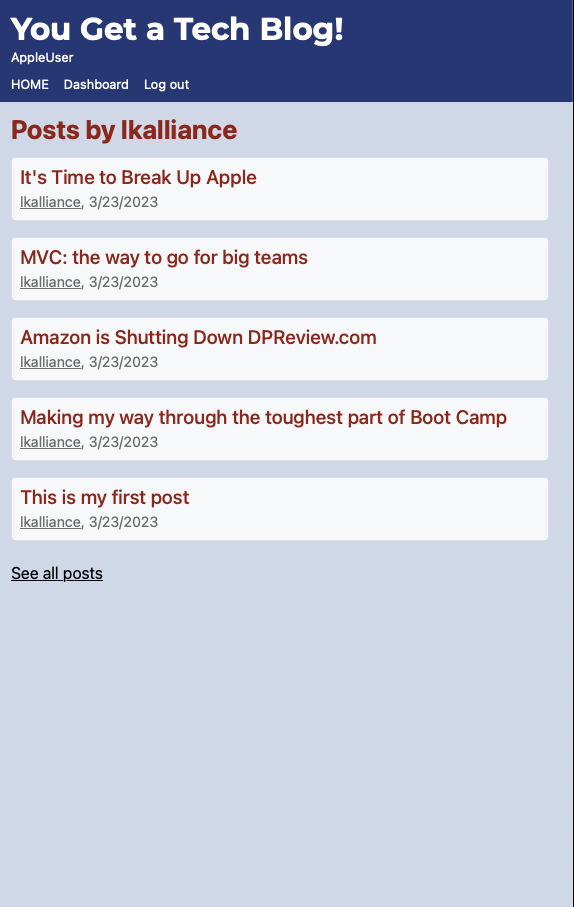 You Get a Tech Blog!
AppleUser
HOME Dashboard Log out
Posts by lkalliance
It's Time to Break Up Apple
lkalliance, 3/23/2023
MVC: the way to go for big teams
lkalliance, 3/23/2023
Amazon is Shutting Down DPReview.com
lkalliance, 3/23/2023
Making my way through the toughest part of Boot Camp
lkalliance, 3/23/2023
This is my first post
lkalliance, 3/23/2023
See all posts